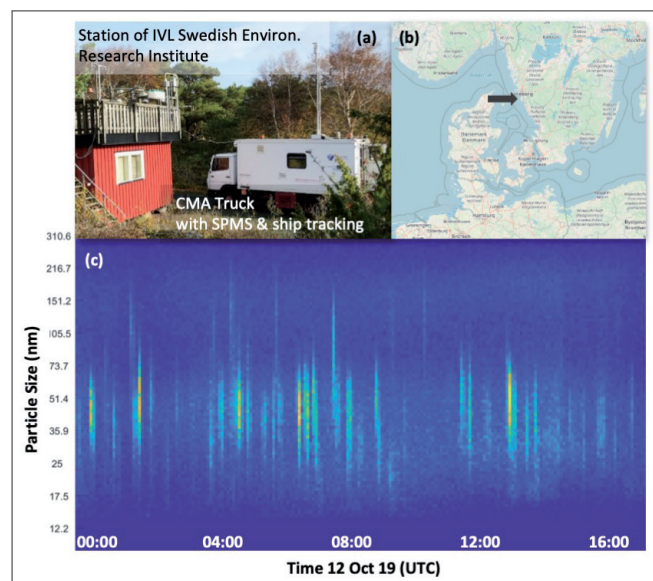 Station of IVL Swedish Environ.
Research Institute
(a)
(b)
CMA Truck
with SPMS & ship tracking
(c)
310.6
216.7
151.2
105.5
73.7
51.4
35.9
25
17.5
12.2
Particle Size (nm)
00:00 04:00 08:00 12:00 16:00
Time 12 Oct 19 (UTC)